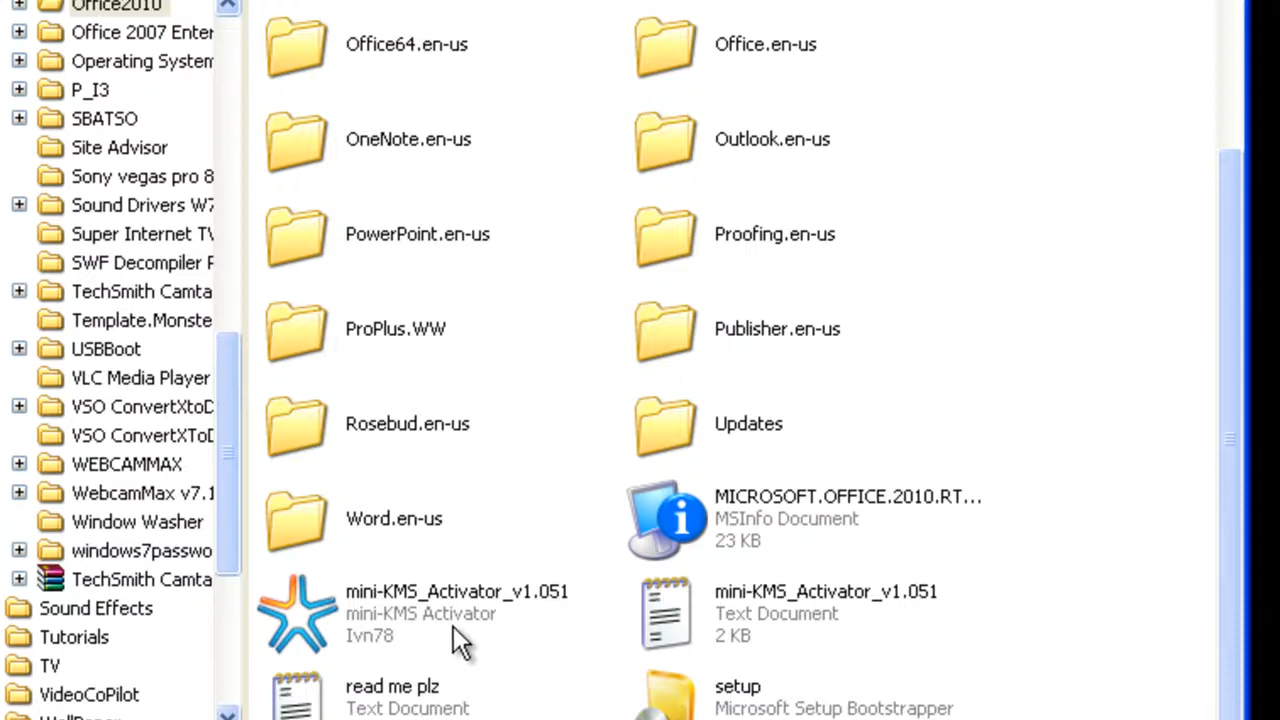 Office2010
Office 2007 Enter
Operating System
P_I3
SBATSO
Site Advisor
Sony vegas pro 8
Sound Drivers W7
Super Internet TV
SWF Decompiler P
TechSmith Camta
Template.Monste
USBBoot
VLC Media Player
VSO ConvertXtoD
VSO ConvertXToD
WEBCAMMAX
WebcamMax v7.1
Window Washer
windows7passwo
TechSmith Camta
Sound Effects
Tutorials
TV
VideoCoPilot
Office64.en-us
Office.en-us
OneNote.en-us
Outlook.en-us
PowerPoint.en-us
Proofing.en-us
ProPlus.WW
Publisher.en-us
Rosebud.en-us
Updates
Word.en-us
MICROSOFT.OFFICE.2010.RT...
MSInfo Document
23 KB
mini-KMS_Activator_v1.051
mini-KMS Activator
Ivn78
mini-KMS_Activator_v1.051
Text Document
2 KB
read me plz
Text Document
setup
Microsoft Setup Bootstrapper